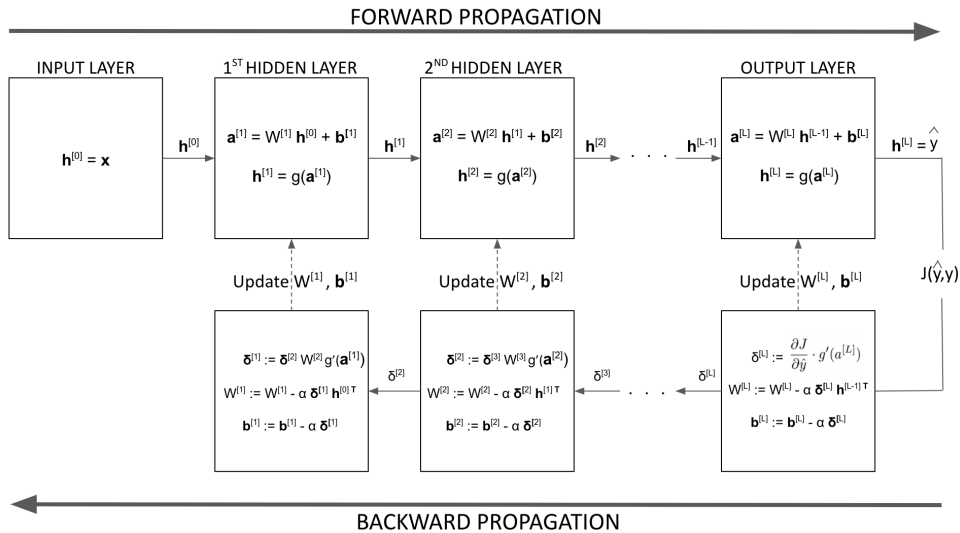 FORWARD PROPAGATION
INPUT LAYER
1ST HIDDEN LAYER
2ND HIDDEN LAYER
OUTPUT LAYER
h[0] = x
h[0]
a[1] = W[1] h[0] + b[1]
h[1] = g(a[1])
h[1]
a[2] = W[2] h[1] + b[2]
h[2] = g(a[2])
h[2]
. . .
h[L-1]
a[L] = W[L] h[L-1] + b[L]
h[L] = g(a[L])
h[L] = ŷ
J(ŷ,y)
Update W[1], b[1]
Update W[2], b[2]
Update W[L], b[L]
δ[1] := δ[2] W[2] g'(a[1])
W[1] := W[1] - α δ[1] h[0] T
b[1] := b[1] - α δ[1]
δ[2]
δ[2] := δ[3] W[3] g'(a[2])
W[2] := W[2] - α δ[2] h[1] T
b[2] := b[2] - α δ[2]
δ[3]
. . .
δ[L]
δ[L] := ∂J/∂ŷ · g'(a[L])
W[L] := W[L] - α δ[L] h[L-1] T
b[L] := b[L] - α δ[L]
BACKWARD PROPAGATION